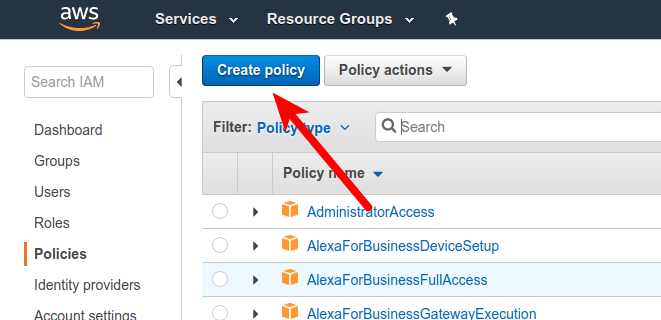 aws Services Resource Groups
Create policy Policy actions
Search IAM
Filter: Policy type Search
Dashboard
Groups
Users
Roles
Policies
Identity providers
Account settings
Policy name
AdministratorAccess
AlexaForBusinessDeviceSetup
AlexaForBusinessFullAccess
AlexaForBusinessGatewayExecution